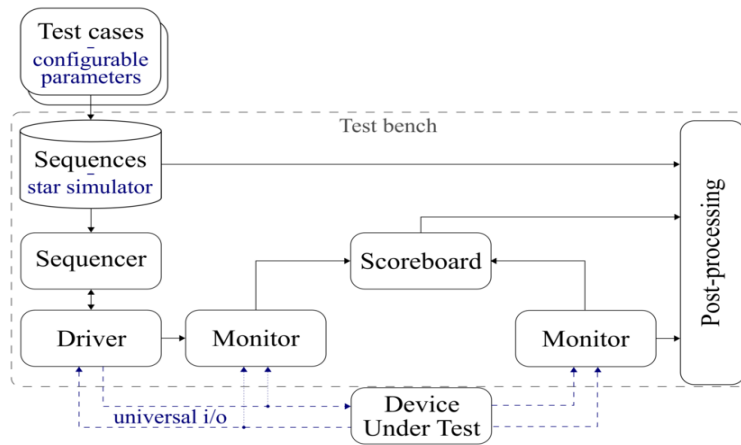 Test cases
–
configurable
parameters
Test bench
Sequences
–
star simulator
Sequencer
Scoreboard
Post-processing
Driver
Monitor
Monitor
universal i/o
Device
Under Test